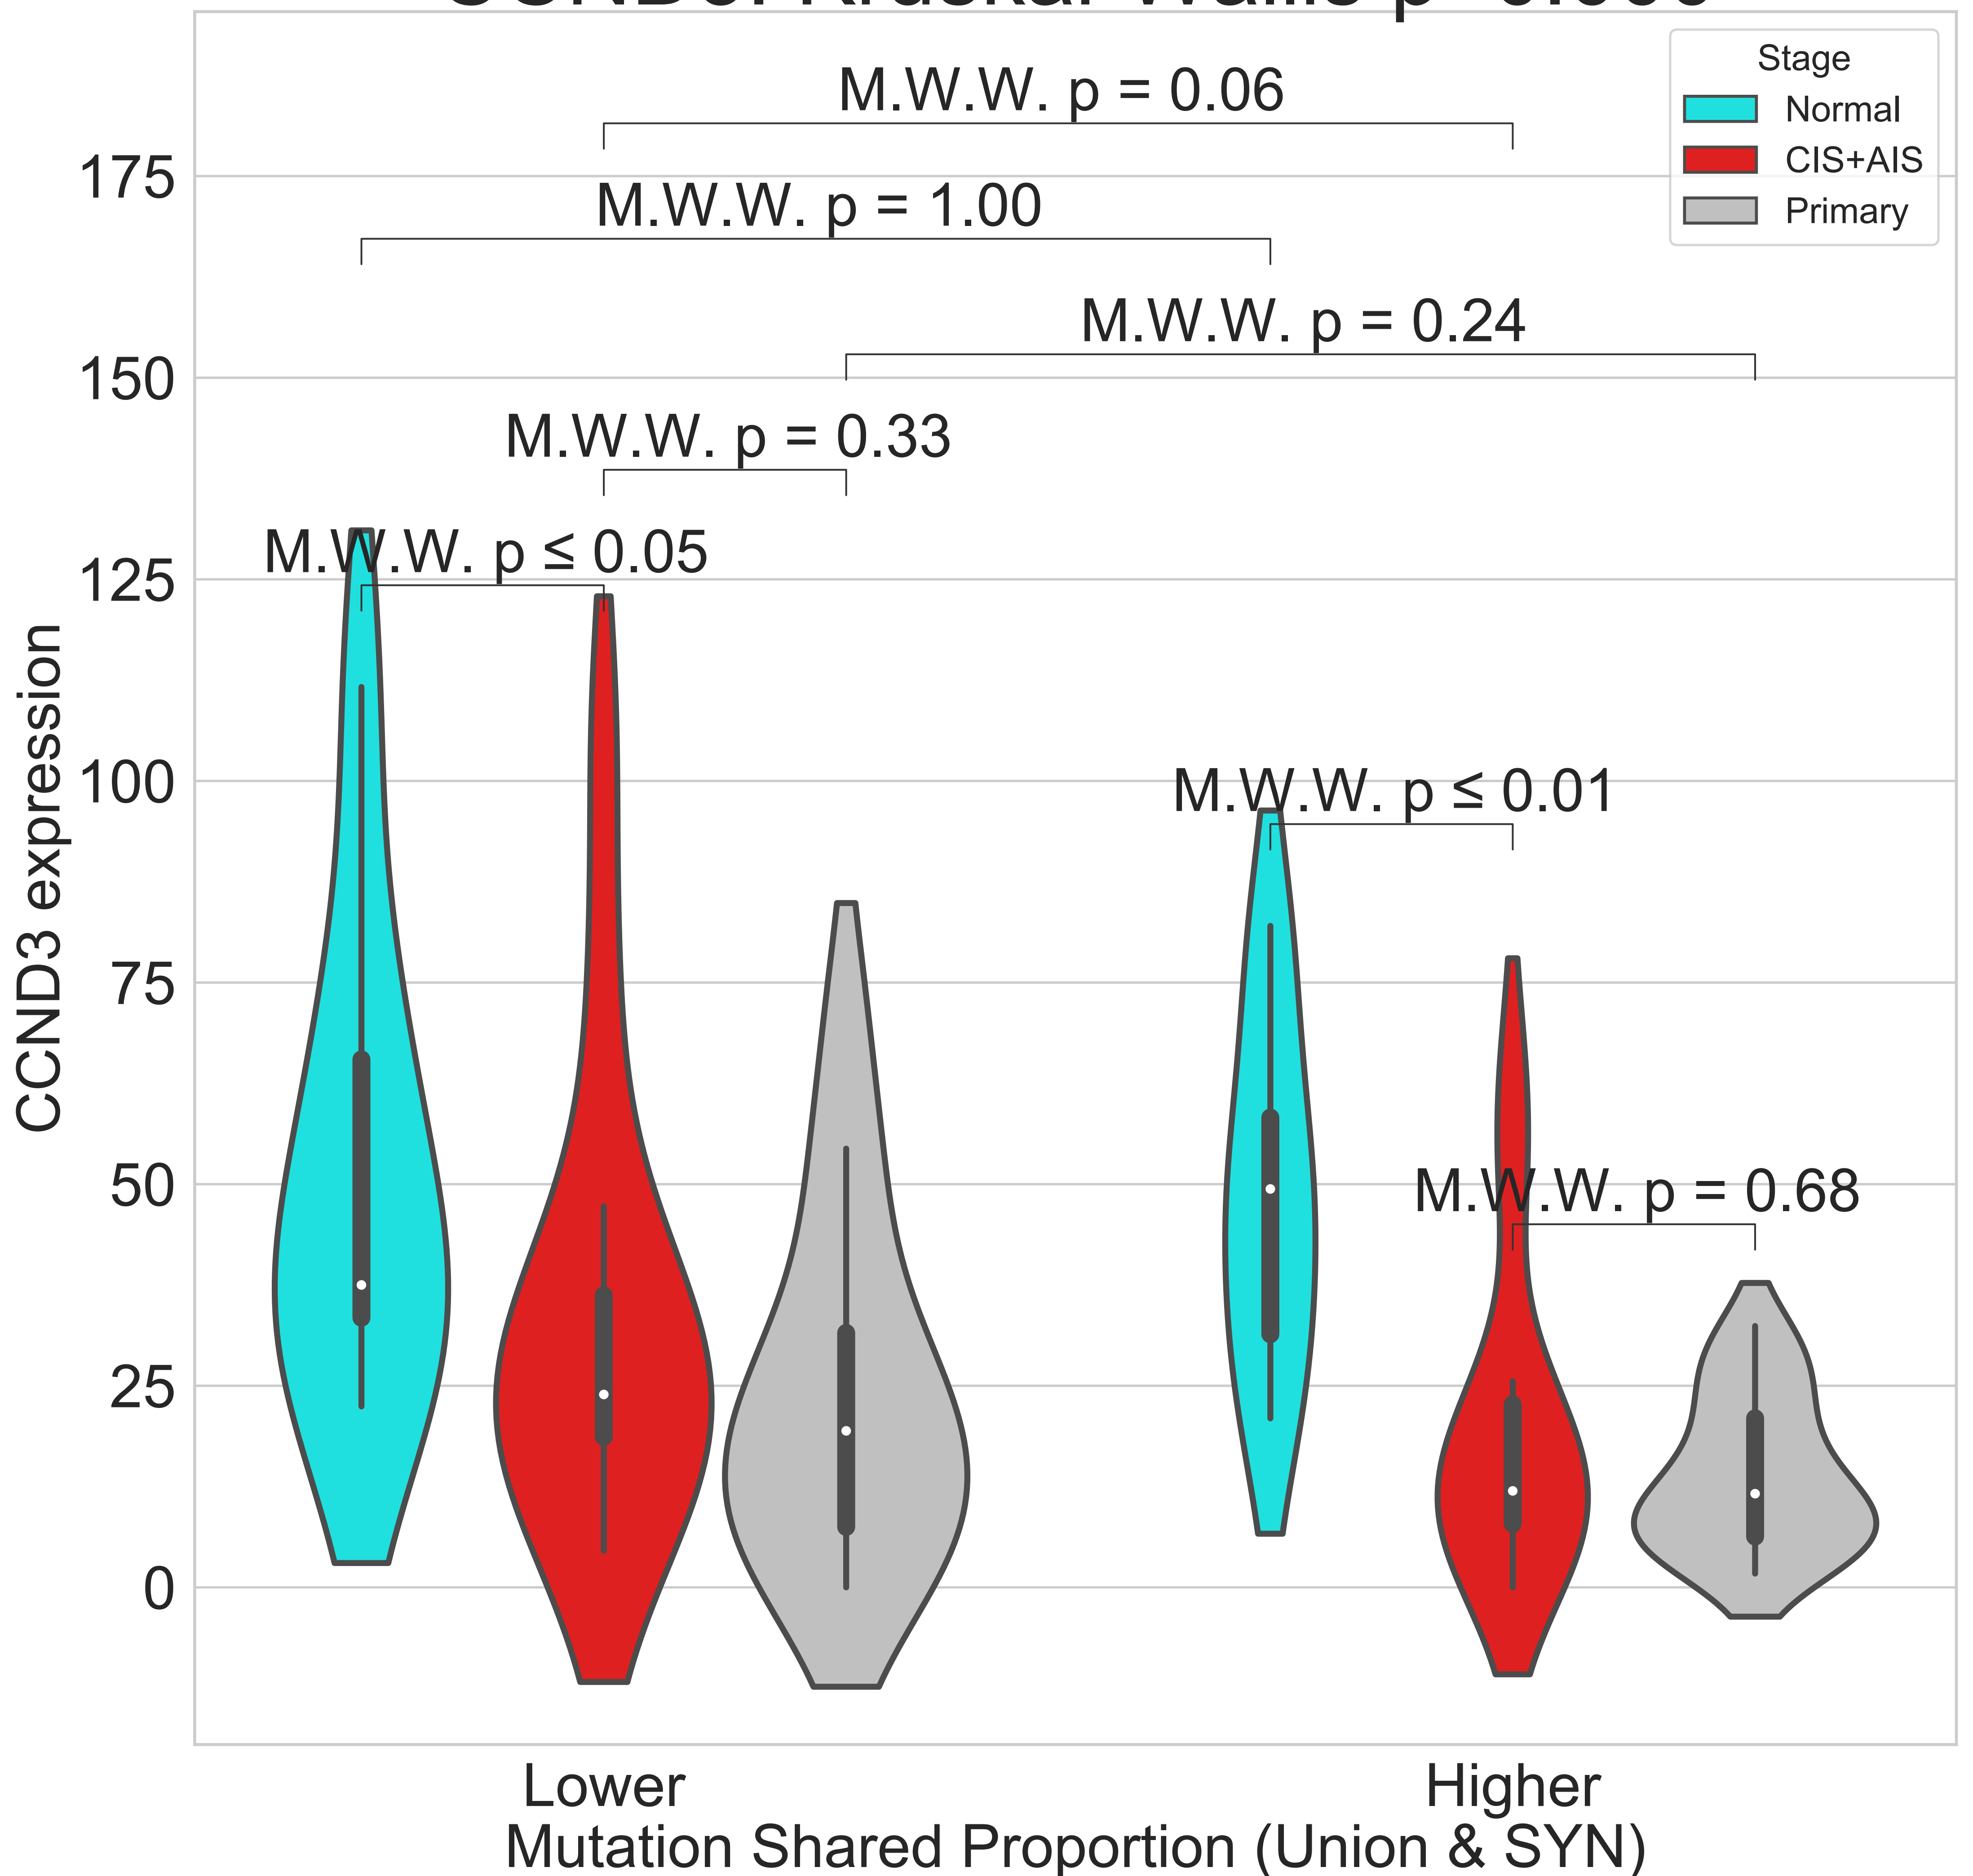 Stage
Normal
CIS+AIS
Primary
M.W.W. p = 0.06
M.W.W. p = 1.00
M.W.W. p = 0.24
M.W.W. p = 0.33
M.W.W. p ≤ 0.05
M.W.W. p ≤ 0.01
M.W.W. p = 0.68
175
150
125
100
75
50
25
0
CCND3 expression
Lower
Higher
Mutation Shared Proportion (Union & SYN)